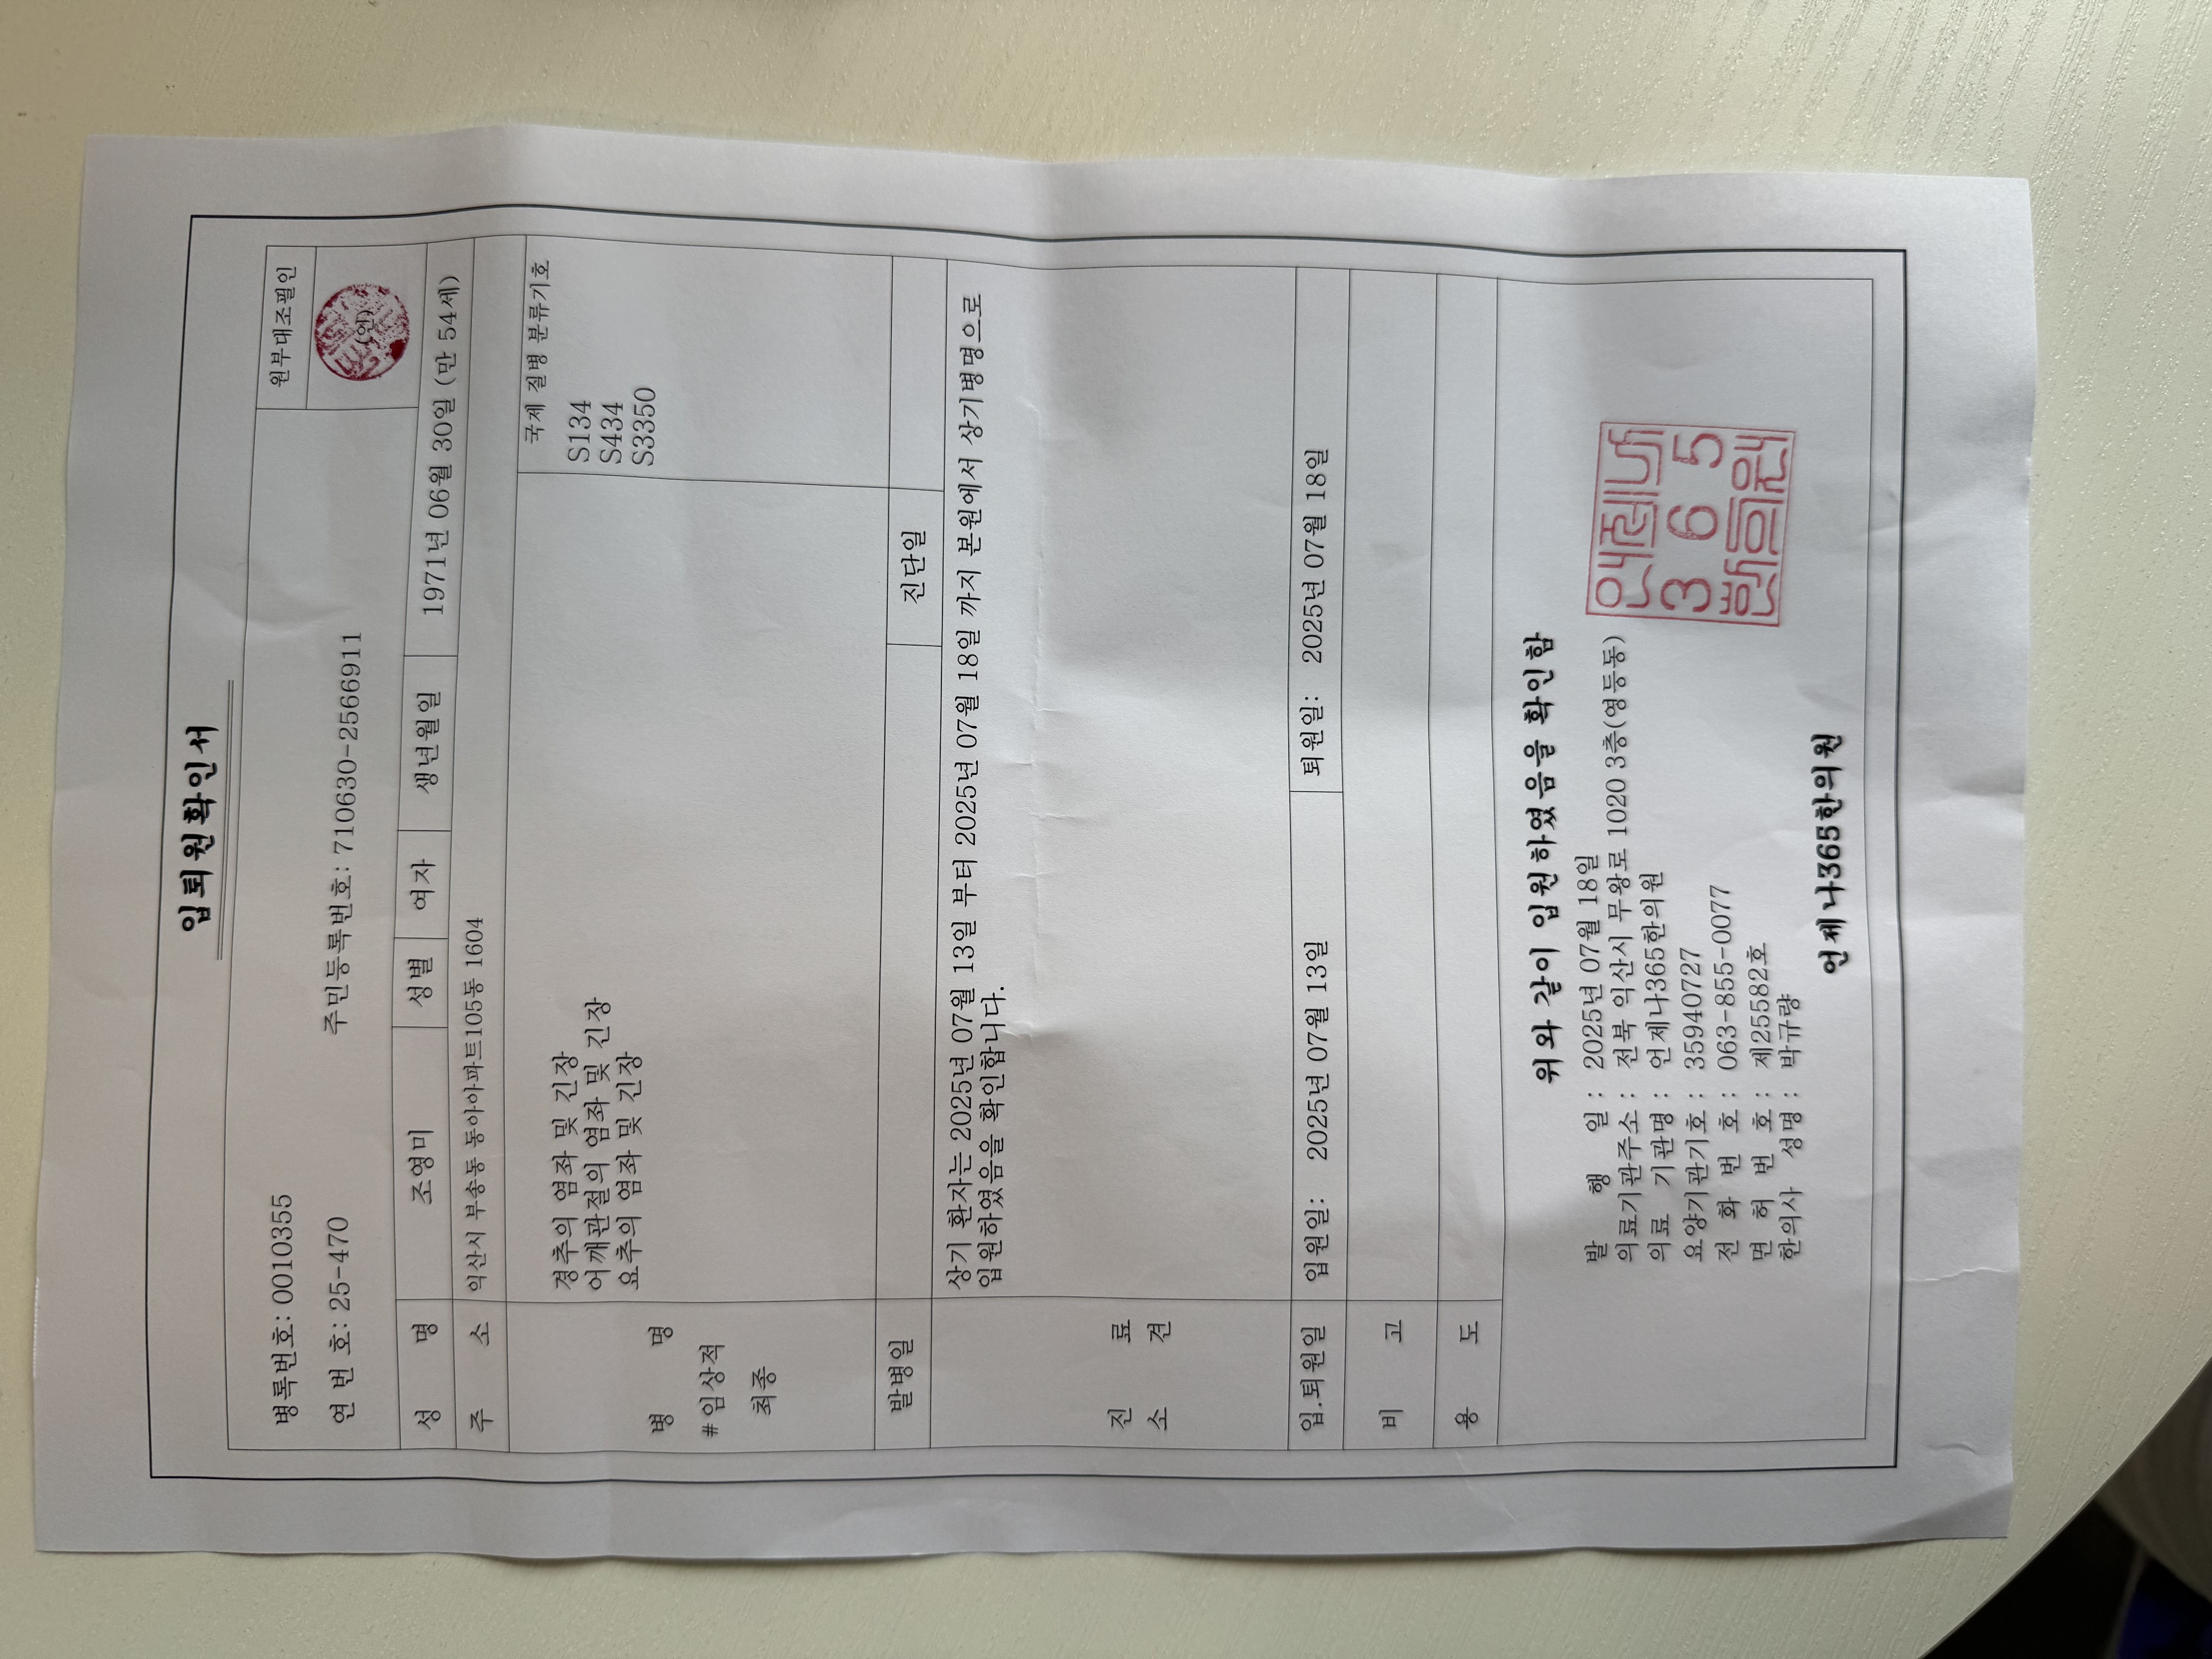 입퇴원확인서
병록번호: 0010355
원부대조필인
연 번 호: 25-470 주민등록번호: 710630-2566911
(인)
성 명 조영미 성별 여자 생년월일 1971년 06월 30일 (만 54세)
주 소 익산시 부송동 동아아파트105동 1604
병 명
#임상적
최종
국제 질병 분류기호
경추의 염좌 및 긴장 S134
어깨관절의 염좌 및 긴장 S434
요추의 염좌 및 긴장 S3350
발병일 진단일
진 료
소 견
상기 환자는 2025년 07월 13일 부터 2025년 07월 18일 까지 본원에서 상기병명으로
입원하였음을 확인합니다.
입.퇴원일 입원일: 2025년 07월 13일 퇴원일: 2025년 07월 18일
비 고
용 도
위와 같이 입원하였음을 확인함
발 행 일 : 2025년 07월 18일
의료기관주소 : 전북 익산시 무왕로 1020 3층(영등동)
의료 기관명 : 언제나365한의원
요양기관기호 : 35940727
전 화 번 호 : 063-855-0077
면 허 번 호 : 제25582호
한의사 성명 : 박규량
언제나
365
한의원
언제나365한의원